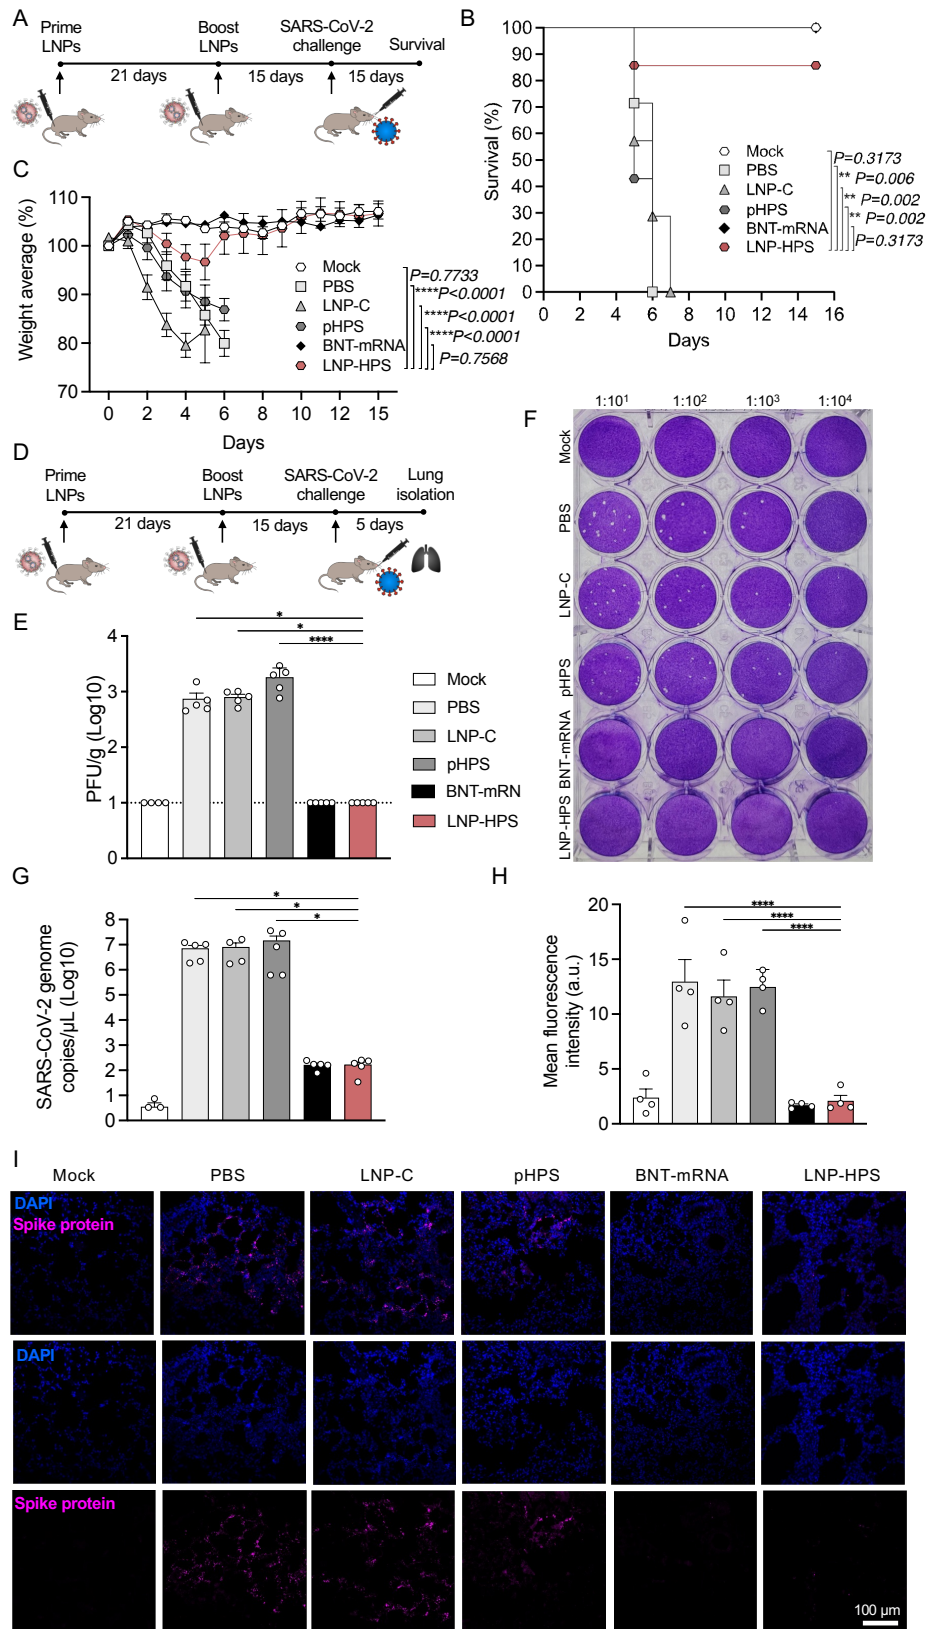 A
Prime
LNPs
Boost
LNPs
SARS-CoV-2
challenge
Survival
21 days
15 days
15 days
B
Survival (%)
100
90
80
70
60
50
40
30
20
10
0
0
2
4
6
8
10
12
14
16
Days
Mock
PBS
LNP-C
pHPS
BNT-mRNA
LNP-HPS
P=0.3173
** P=0.006
** P=0.002
** P=0.002
P=0.3173
C
Weight average (%)
110
100
90
80
70
0
2
4
6
8
10
12
15
Days
Mock
PBS
LNP-C
pHPS
BNT-mRNA
LNP-HPS
P=0.7733
****P<0.0001
****P<0.0001
****P<0.0001
P=0.7568
D
Prime
LNPs
Boost
LNPs
SARS-CoV-2
challenge
Lung
isolation
21 days
15 days
5 days
E
PFU/g (Log10)
4
3
2
1
0
*
*
****
Mock
PBS
LNP-C
pHPS
BNT-mRN
LNP-HPS
F
1:10¹
1:10²
1:10³
1:10⁴
Mock
PBS
LNP-C
pHPS
BNT-mRNA
LNP-HPS
G
SARS-CoV-2 genome
copies/µL (Log10)
8
7
6
5
4
3
2
1
0
*
*
*
H
Mean fluorescence
intensity (a.u.)
20
15
10
5
0
****
****
****
I
Mock
PBS
LNP-C
pHPS
BNT-mRNA
LNP-HPS
DAPI
Spike protein
DAPI
Spike protein
100 µm